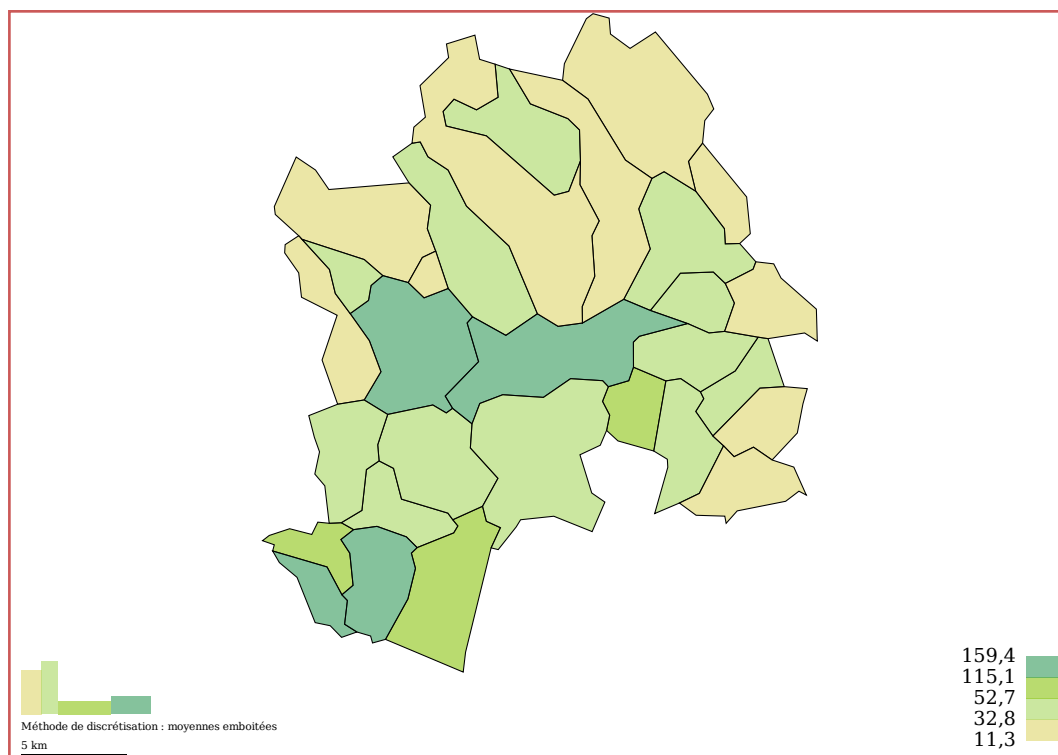 159,4
115,1
52,7
32,8
11,3
Méthode de discrétisation : moyennes emboitées
5 km